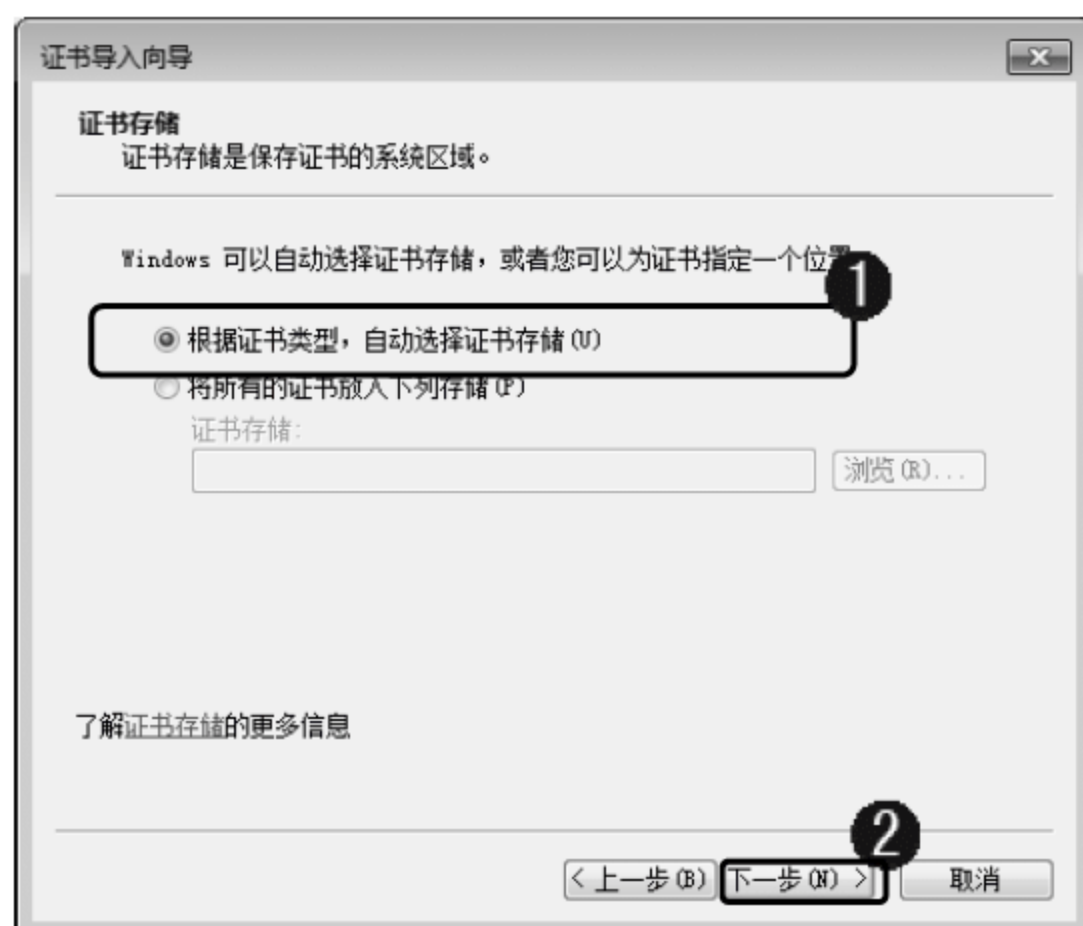 证书导入向导
证书存储
证书存储是保存证书的系统区域。
Windows 可以自动选择证书存储，或者您可以为证书指定一个位置
1
根据证书类型，自动选择证书存储(U)
将所有的证书放入下列存储(P)
证书存储:
浏览(R)...
了解证书存储的更多信息
2
< 上一步(B) 下一步(N) > 取消